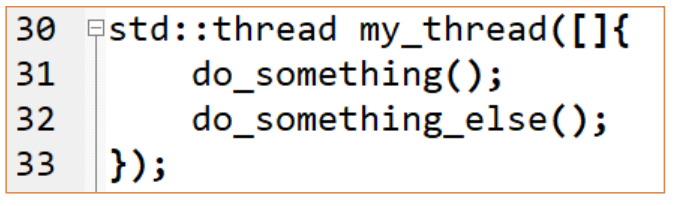 30 std::thread my_thread([]{
31     do_something();
32     do_something_else();
33 });